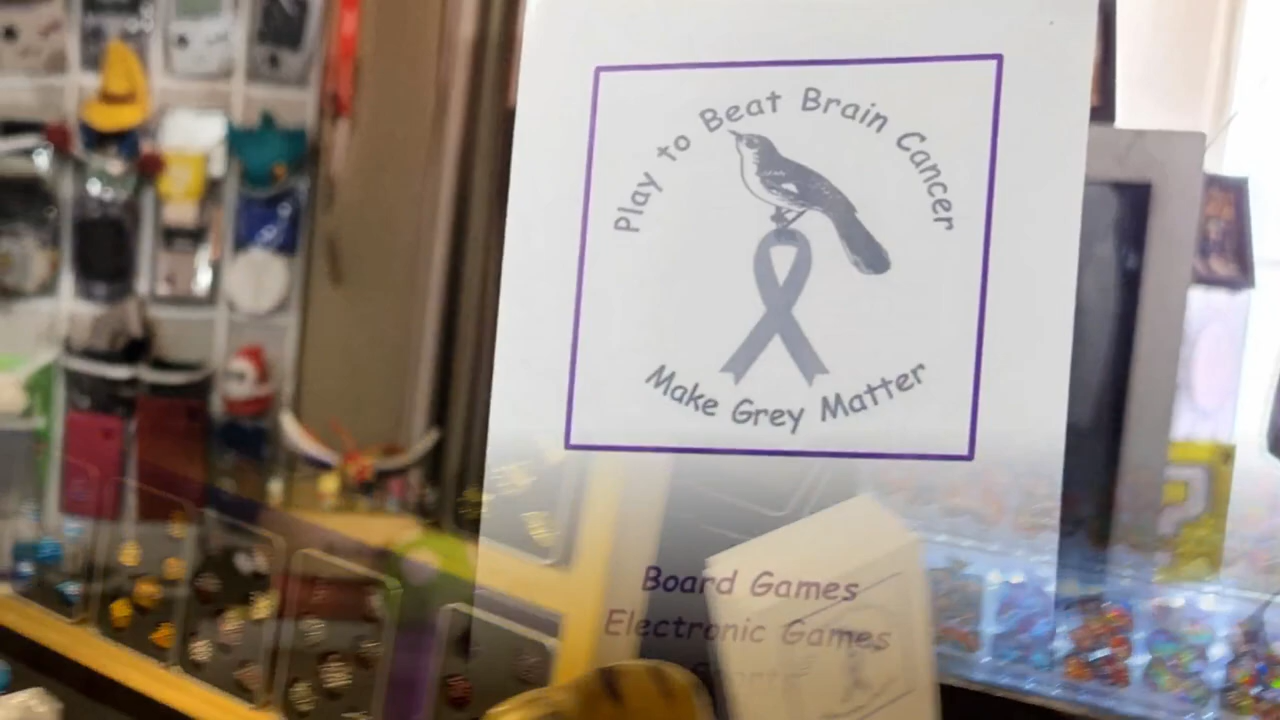 Play to Beat Brain Cancer
Make Grey Matter
Board Games
Electronic Games